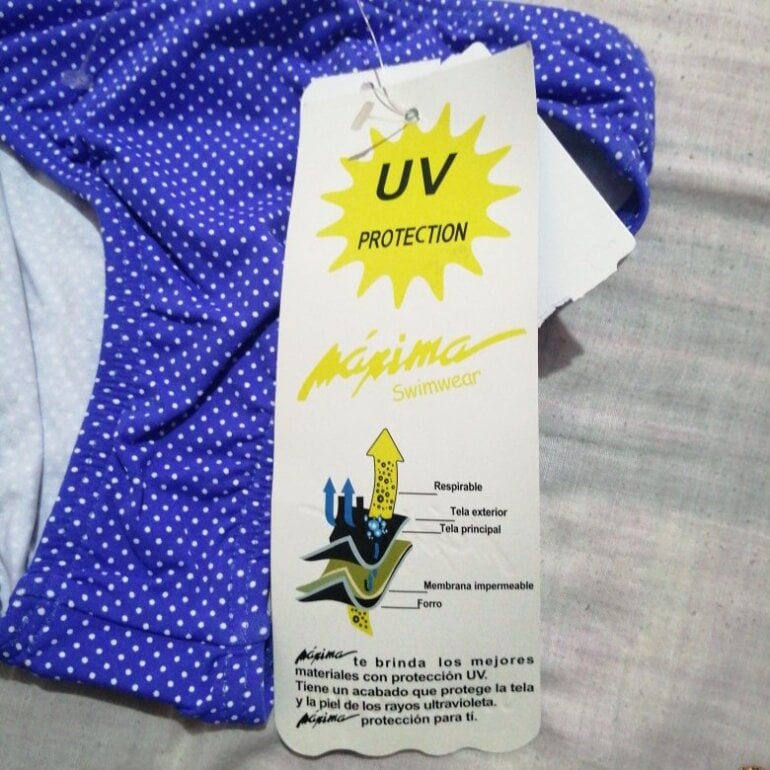 UV
PROTECTION
máxima
Swimwear
Respirable
Tela exterior
Tela principal
Membrana impermeable
Forro
máxima te brinda los mejores
materiales con protección UV.
Tiene un acabado que protege la tela
y la piel de los rayos ultravioleta.
máxima protección para tí.